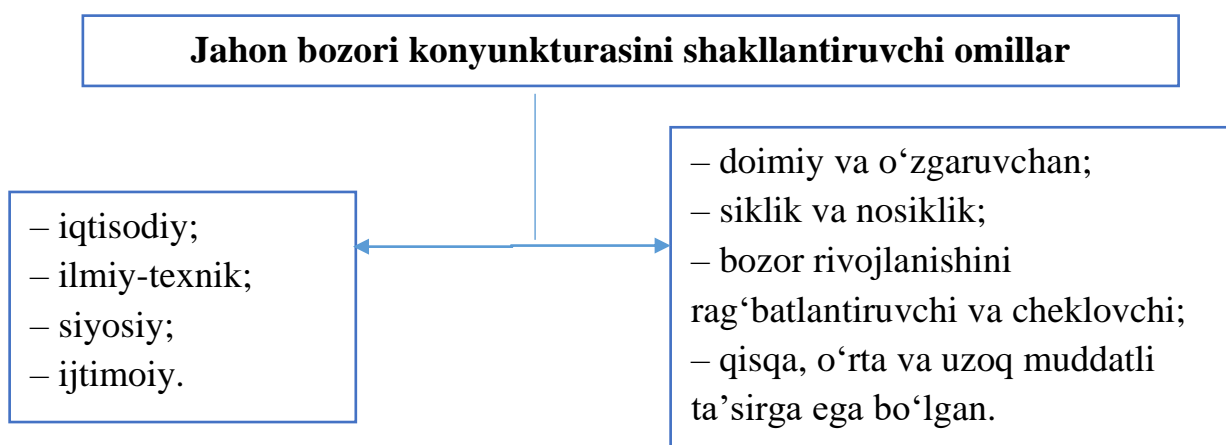 Jahon bozori konyunkturasini shakllantiruvchi omillar
– iqtisodiy;
– ilmiy-texnik;
– siyosiy;
– ijtimoiy.
– doimiy va o‘zgaruvchan;
– siklik va nosiklik;
– bozor rivojlanishini
rag‘batlantiruvchi va cheklovchi;
– qisqa, o‘rta va uzoq muddatli
ta’sirga ega bo‘lgan.